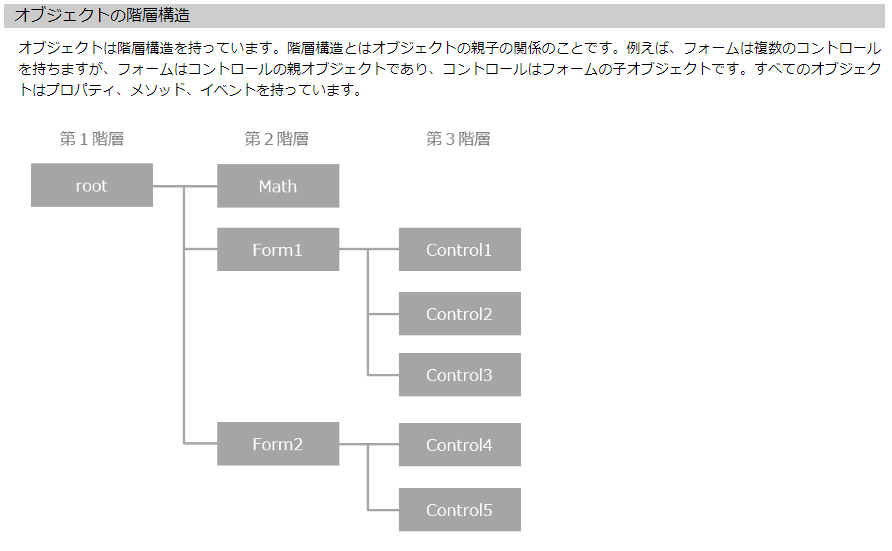 オブジェクトの階層構造
オブジェクトは階層構造を持っています。階層構造とはオブジェクトの親子の関係のことです。例えば、フォームは複数のコントロール
を持ちますが、フォームはコントロールの親オブジェクトであり、コントロールはフォームの子オブジェクトです。すべてのオブジェク
トはプロパティ、メソッド、イベントを持っています。
第１階層 第２階層 第３階層
root Math
Form1 Control1
Control2
Control3
Form2 Control4
Control5